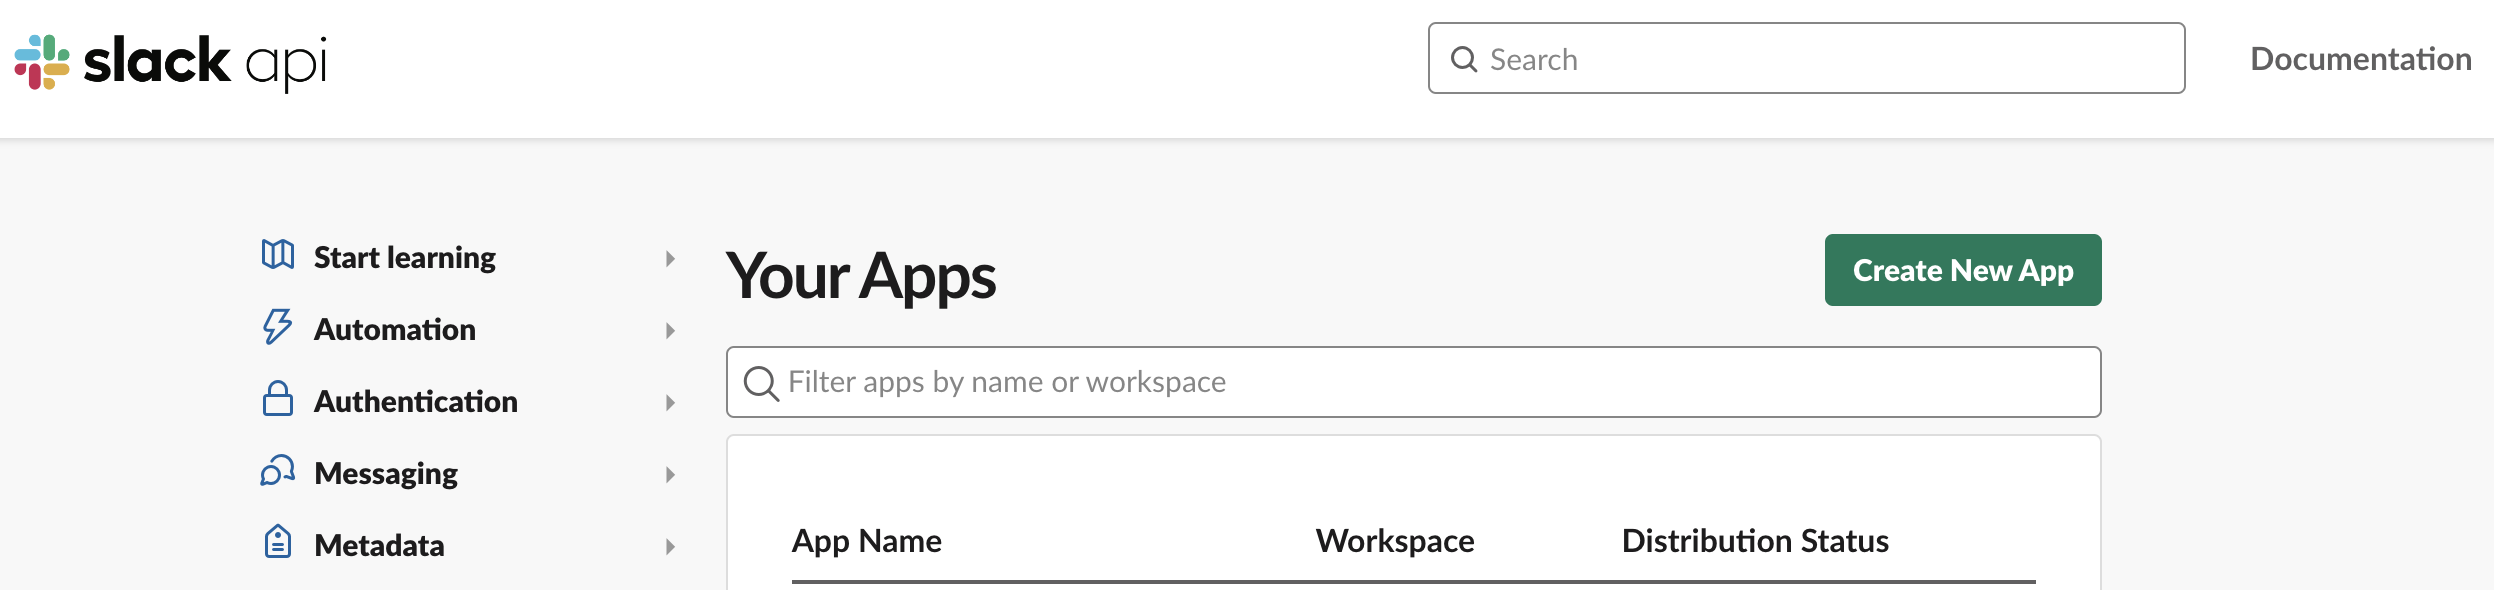 slack api
Search
Documentation
Start learning
Automation
Authentication
Messaging
Metadata
Your Apps
Create New App
Filter apps by name or workspace
App Name Workspace Distribution Status